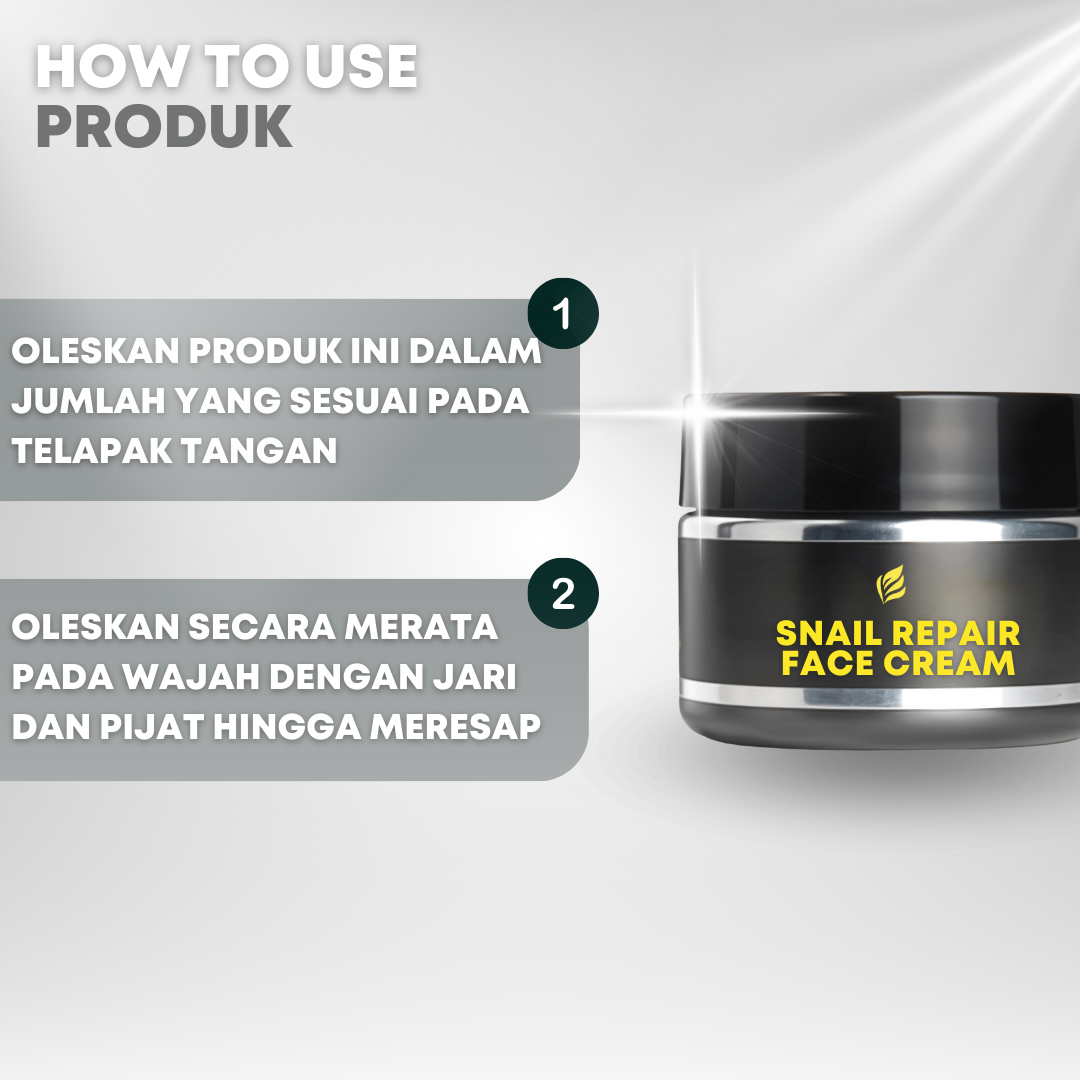 HOW TO USE
PRODUK
1
OLESKAN PRODUK INI DALAM
JUMLAH YANG SESUAI PADA
TELAPAK TANGAN
2
OLESKAN SECARA MERATA
PADA WAJAH DENGAN JARI
DAN PIJAT HINGGA MERESAP
SNAIL REPAIR
FACE CREAM